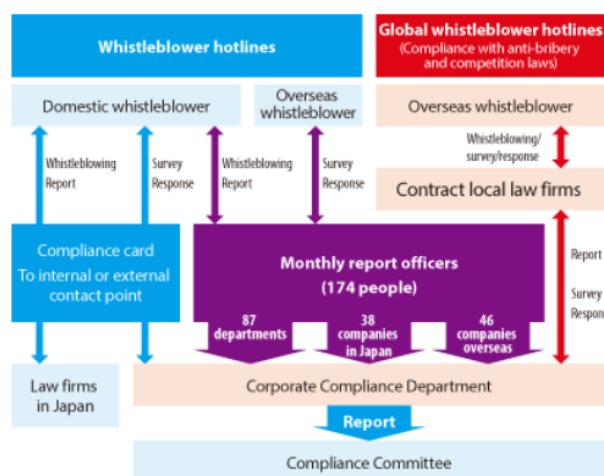 Whistleblower hotlines
Global whistleblower hotlines
(Compliance with anti-bribery
and competition laws)
Domestic whistleblower
Overseas
whistleblower
Overseas whistleblower
Whistleblowing
Report
Survey
Response
Whistleblowing
Report
Survey
Response
Whistleblowing/
survey/response
Contract local law firms
Compliance card
To internal or external
contact point
Monthly report officers
(174 people)
87
departments
38
companies
in Japan
46
companies
overseas
Report
Survey
Respon
Law firms
in Japan
Corporate Compliance Department
Report
Compliance Committee